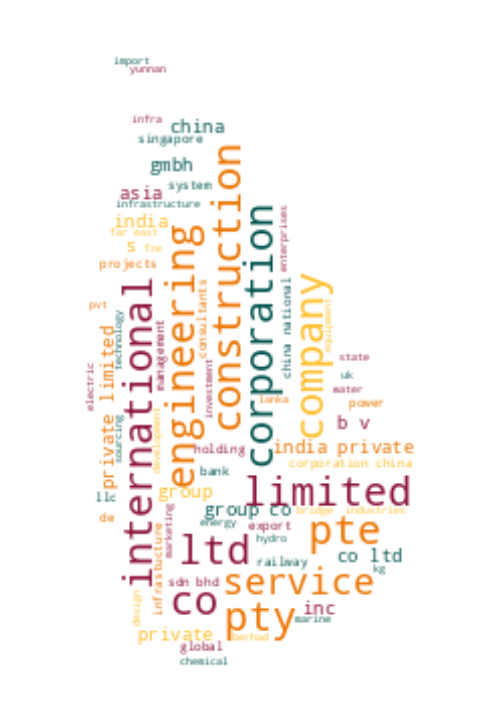 import
yunnan
infra
china
singapore
gmbh
system
asia
infrastructure
india
far east
s
fze
projects
construction
corporation
enterprises
engineering
international
company
consultants
china national
equipment
pvt
technology
management
private limited
investment
electric
state
uk
water
lanka
power
sourcing
development
b v
holding
india private
corporation china
bank
group
limited
llc
group co
bridge
industries
de
energy
export
pte
marketing
hydro
ltd
railway
co ltd
kg
infrastucture
sdn bhd
service
co
inc
design
pty
marine
private
berhad
global
chemical